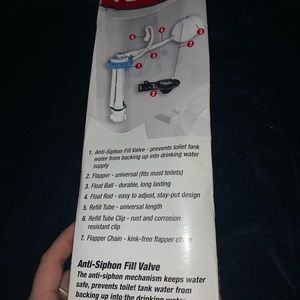 1. Anti-Siphon Fill Valve - prevents toilet tank
water from backing up into drinking water
supply
2. Flapper - universal (fits most toilets)
3. Float Ball - durable, long lasting
4. Float Rod - easy to adjust, stay-put design
5. Refill Tube - universal length
6. Refill Tube Clip - rust and corrosion
resistant clip
7. Flapper Chain - kink-free flapper chain
Anti-Siphon Fill Valve
The anti-siphon mechanism keeps water
safe, prevents toilet tank water from
backing up into the drinking water